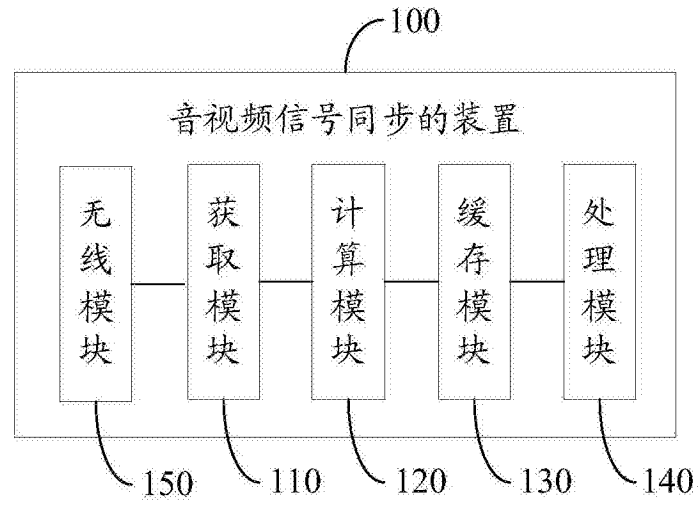 100
音视频信号同步的装置
无线模块
获取模块
计算模块
缓存模块
处理模块
150
110
120
130
140